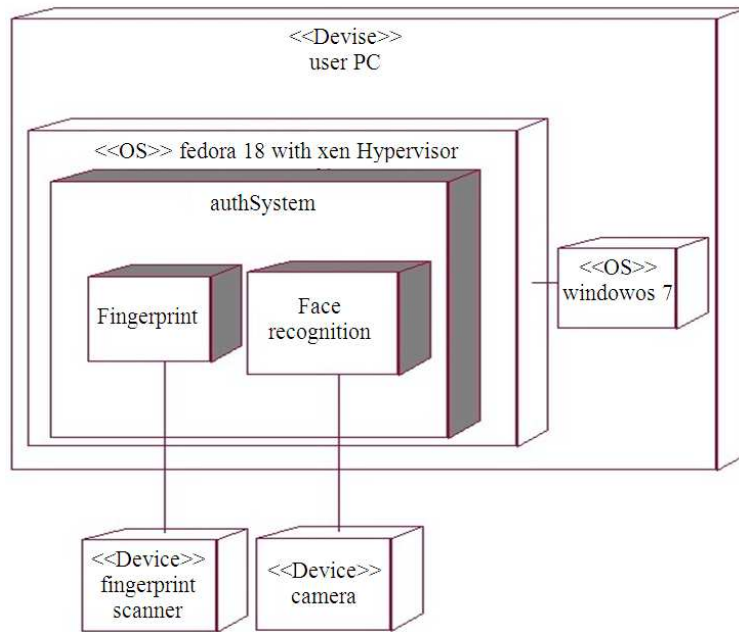 <<Devise>>
user PC
<<OS>> fedora 18 with xen Hypervisor
authSystem
Fingerprint
Face
recognition
<<OS>>
windowos 7
<<Device>>
fingerprint
scanner
<<Device>>
camera